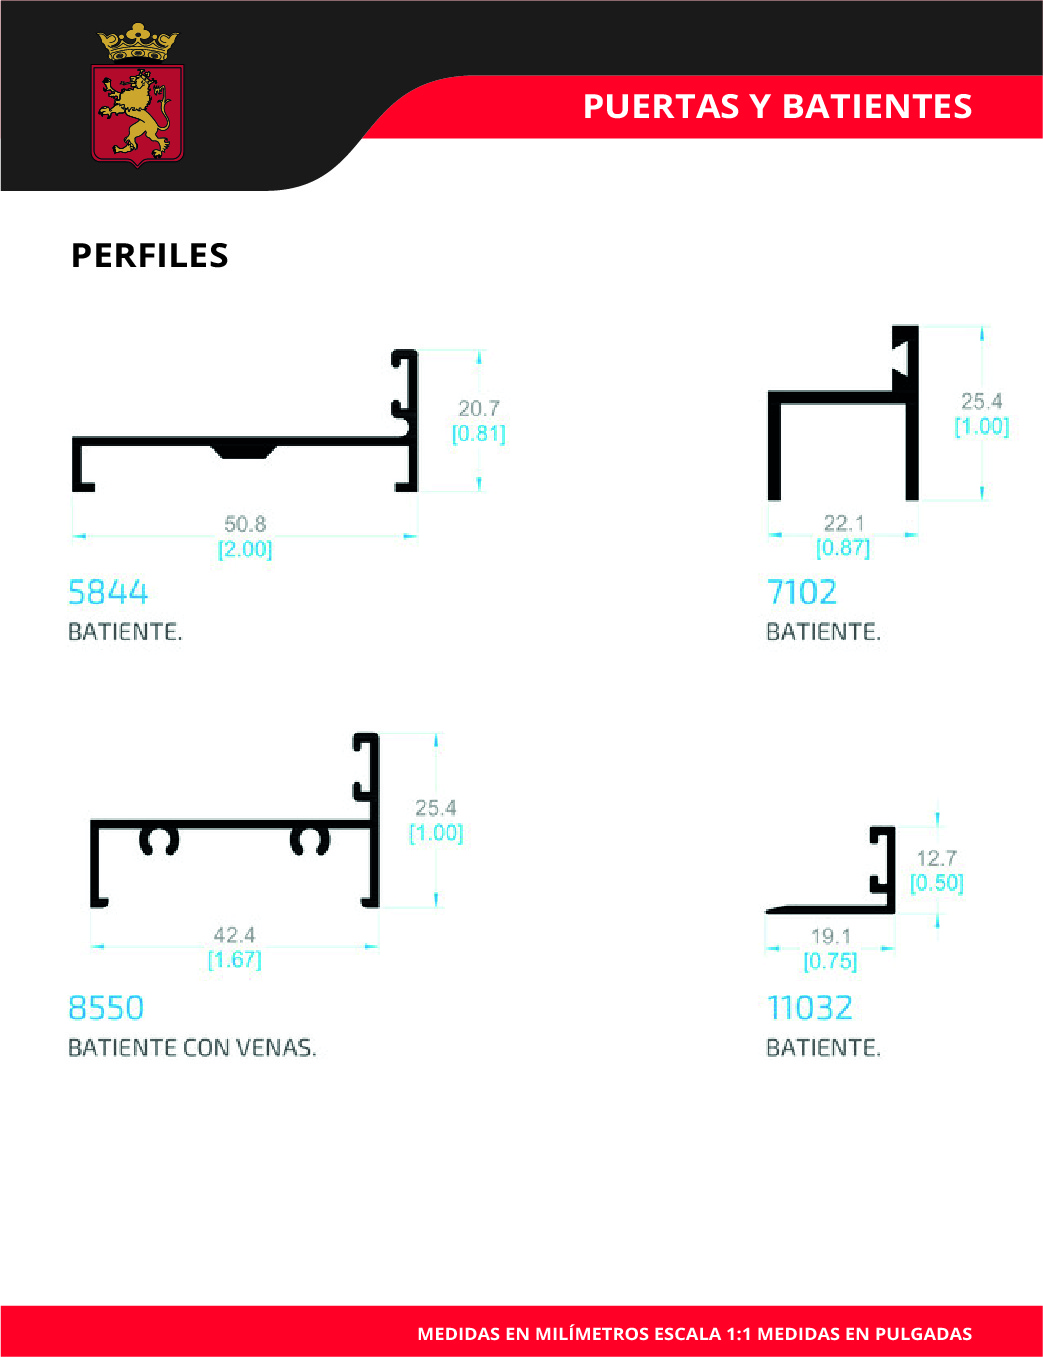 PUERTAS Y BATIENTES
PERFILES
20.7
[0.81]
50.8
[2.00]
5844
BATIENTE.
25.4
[1.00]
22.1
[0.87]
7102
BATIENTE.
25.4
[1.00]
42.4
[1.67]
8550
BATIENTE CON VENAS.
12.7
[0.50]
19.1
[0.75]
11032
BATIENTE.
MEDIDAS EN MILÍMETROS ESCALA 1:1 MEDIDAS EN PULGADAS